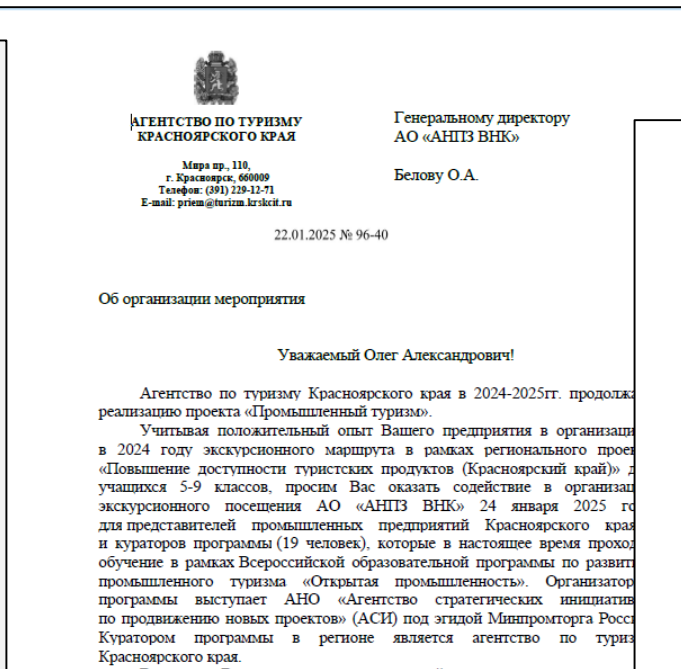 АГЕНТСТВО ПО ТУРИЗМУ
КРАСНОЯРСКОГО КРАЯ
Мира пр., 110,
г. Красноярск, 660009
Телефон: (391) 229-12-71
E-mail: priem@turizm.krskcit.ru
Генеральному директору
АО «АНПЗ ВНК»
Белову О.А.
22.01.2025 № 96-40
Об организации мероприятия
Уважаемый Олег Александрович!
Агентство по туризму Красноярского края в 2024-2025гг. продолжа
реализацию проекта «Промышленный туризм».
Учитывая положительный опыт Вашего предприятия в организаци
в 2024 году экскурсионного маршрута в рамках регионального проек
«Повышение доступности туристских продуктов (Красноярский край)» д
учащихся 5-9 классов, просим Вас оказать содействие в организац
экскурсионного посещения АО «АНПЗ ВНК» 24 января 2025 го
для представителей промышленных предприятий Красноярского края
и кураторов программы (19 человек), которые в настоящее время проход
обучение в рамках Всероссийской образовательной программы по развит
промышленного туризма «Открытая промышленность». Организатор
программы выступает АНО «Агентство стратегических инициатив
по продвижению новых проектов» (АСИ) под эгидой Минпромторга Росс
Куратором программы в регионе является агентство по туриз
Красноярского края.